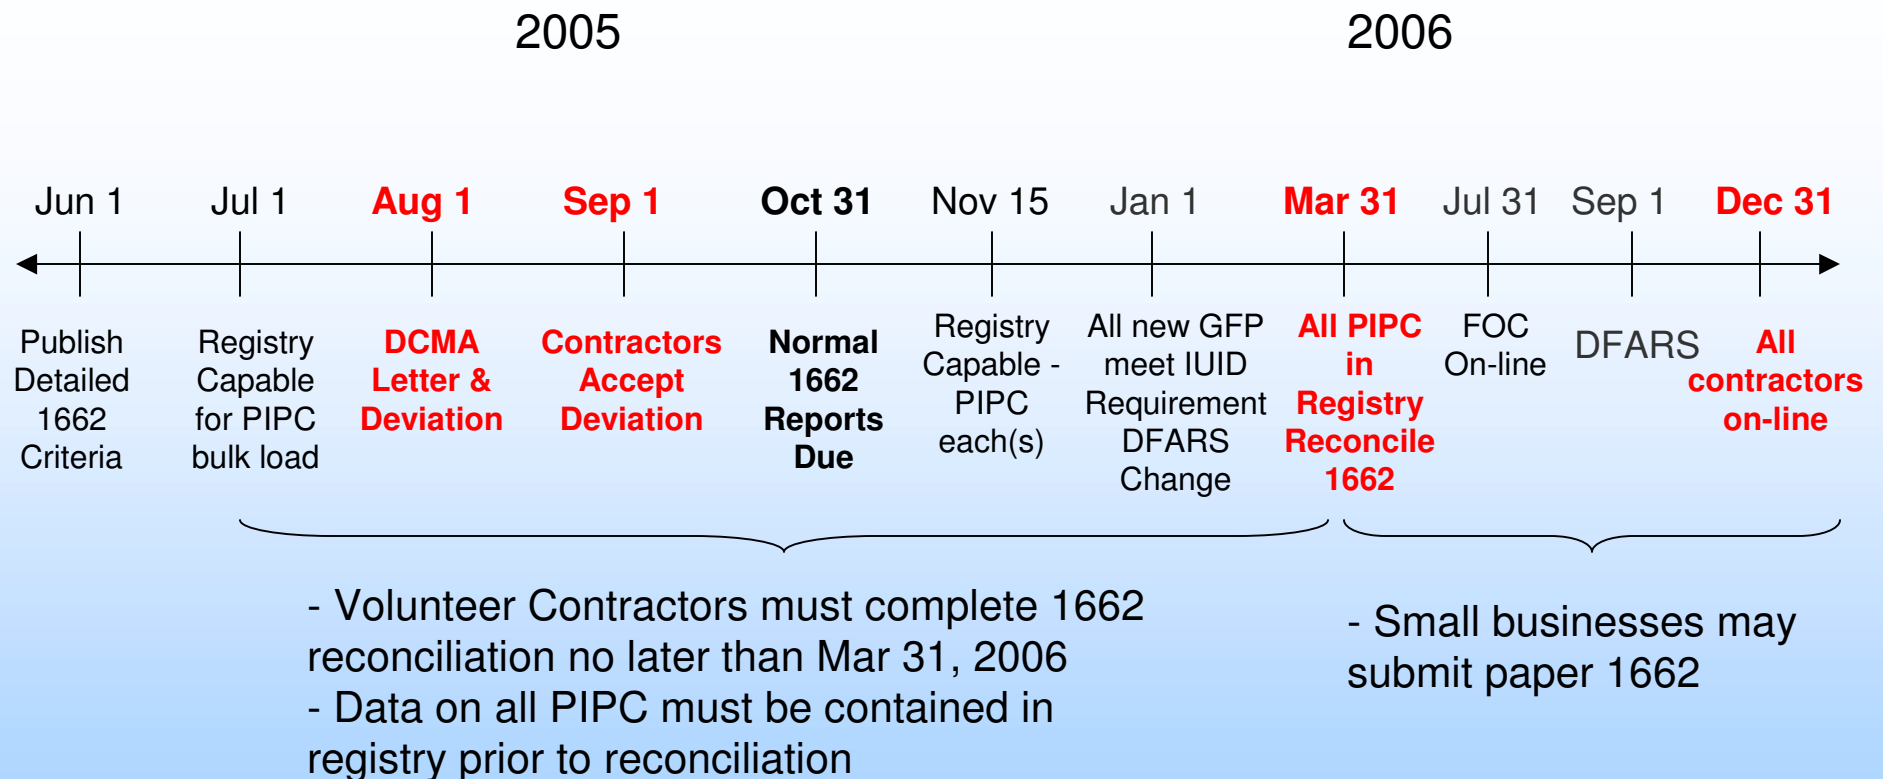 2005
2006
Jun 1
Jul 1
Aug 1
Sep 1
Oct 31
Nov 15
Jan 1
Mar 31
Jul 31
Sep 1
Dec 31
Publish
Detailed
1662
Criteria
Registry
Capable
for PIPC
bulk load
DCMA
Letter &
Deviation
Contractors
Accept
Deviation
Normal
1662
Reports
Due
Registry
Capable -
PIPC
each(s)
All new GFP
meet IUID
Requirement
DFARS
Change
All PIPC
in
Registry
Reconcile
1662
FOC
On-line
DFARS
All
contractors
on-line
- Volunteer Contractors must complete 1662
reconciliation no later than Mar 31, 2006
- Data on all PIPC must be contained in
registry prior to reconciliation
- Small businesses may
submit paper 1662